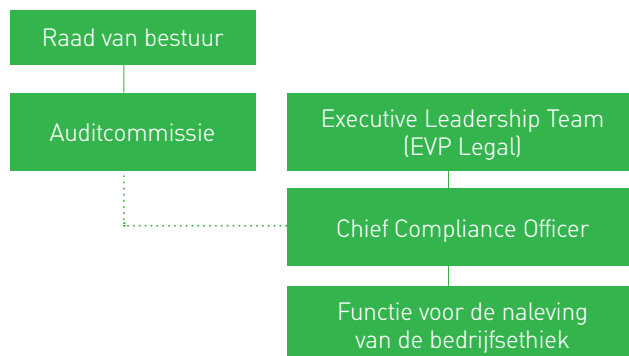 Raad van bestuur
Auditcommissie
Executive Leadership Team
(EVP Legal)
Chief Compliance Officer
Functie voor de naleving
van de bedrijfsethiek